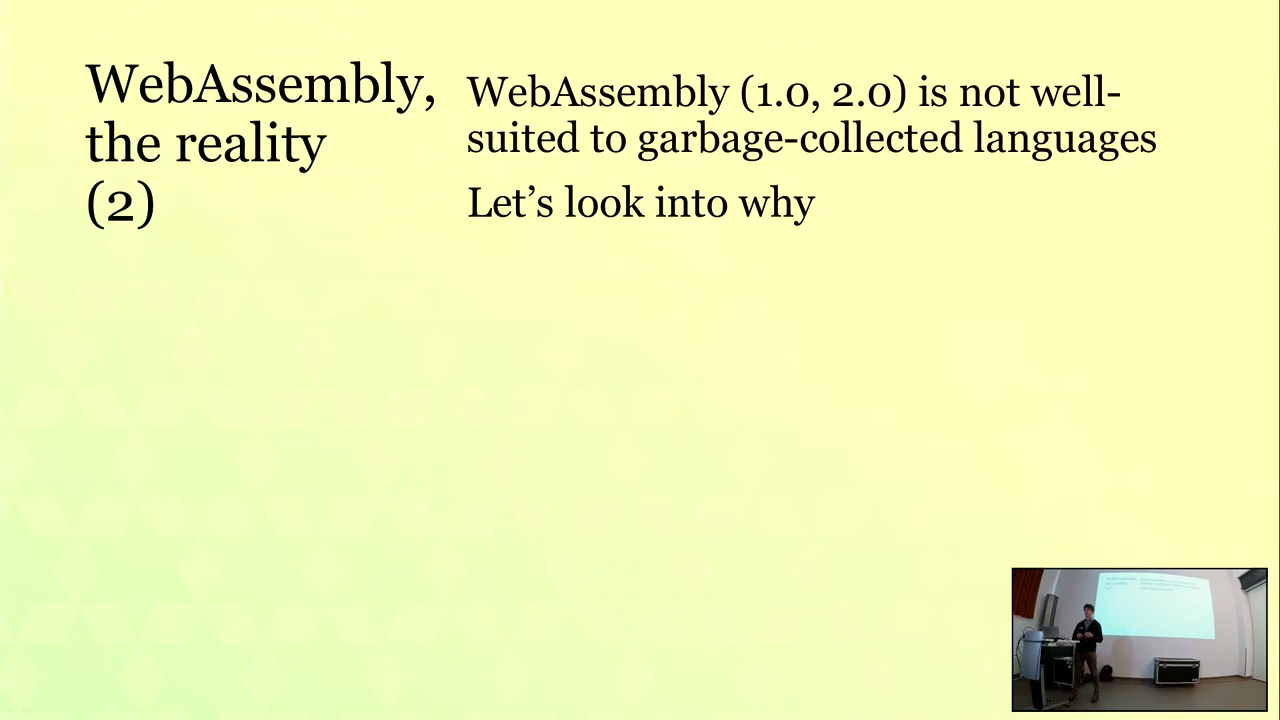 WebAssembly,
the reality
(2)
WebAssembly (1.0, 2.0) is not well-
suited to garbage-collected languages
Let’s look into why